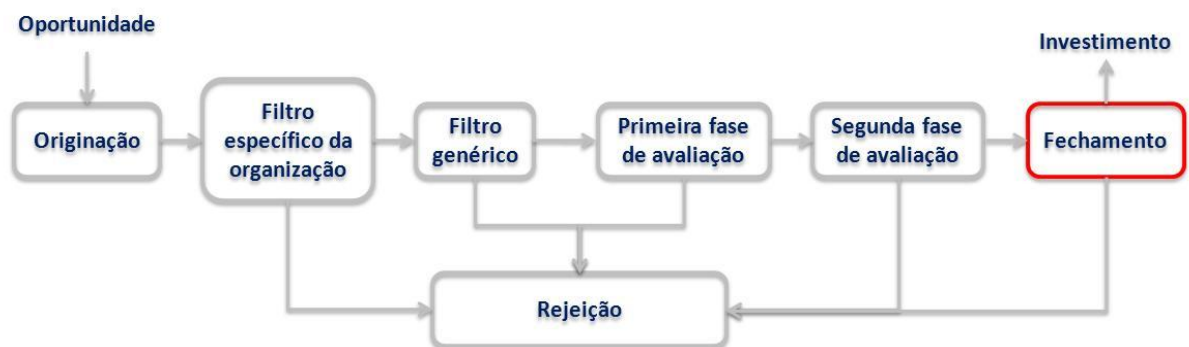 Oportunidade
Investimento
Originação
Filtro
específico da
organização
Filtro
genérico
Primeira fase
de avaliação
Segunda fase
de avaliação
Fechamento
Rejeição